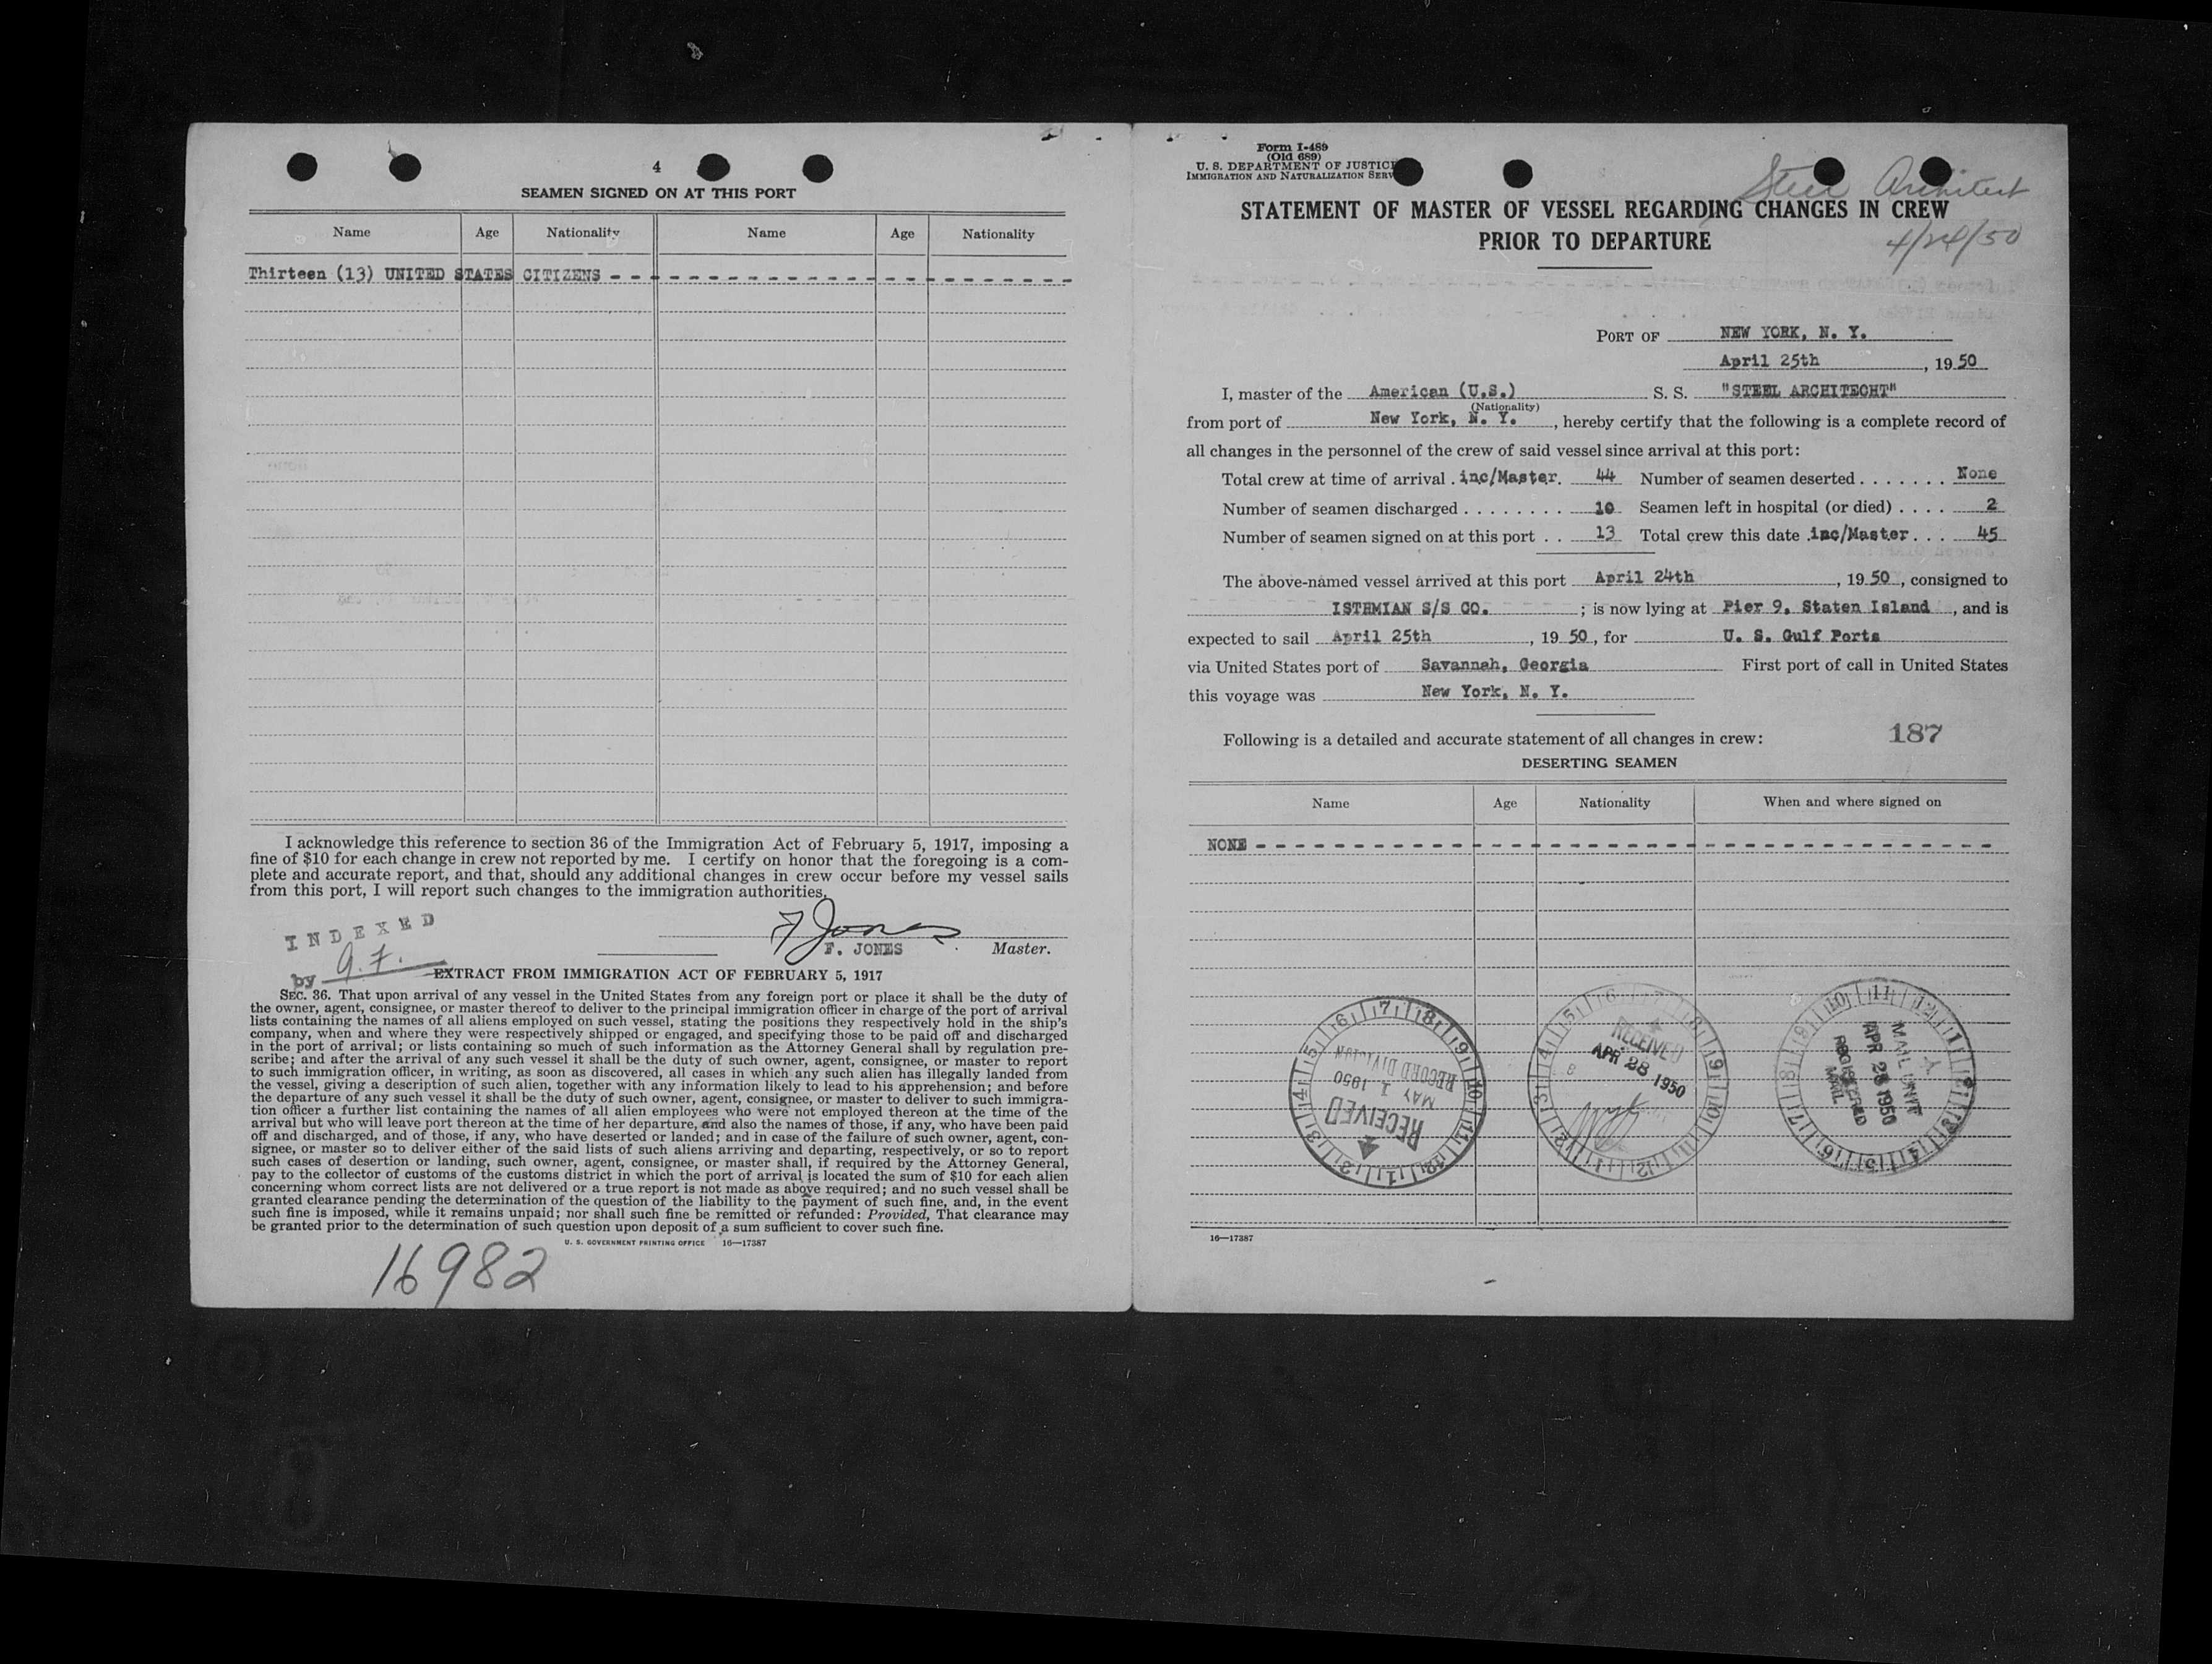 4
SEAMEN SIGNED ON AT THIS PORT
Name Age Nationality Name Age Nationality
Thirteen (13) UNITED STATES CITIZENS - - - - - - - - - - - - - - - - - - - - - - -
I acknowledge this reference to section 36 of the Immigration Act of February 5, 1917, imposing a
fine of $10 for each change in crew not reported by me. I certify on honor that the foregoing is a com-
plete and accurate report, and that, should any additional changes in crew occur before my vessel sails
from this port, I will report such changes to the immigration authorities.
INDEXED
by g. F.
F Jones
F. JONES Master.
EXTRACT FROM IMMIGRATION ACT OF FEBRUARY 5, 1917
SEC. 36. That upon arrival of any vessel in the United States from any foreign port or place it shall be the duty of
the owner, agent, consignee, or master thereof to deliver to the principal immigration officer in charge of the port of arrival
lists containing the names of all aliens employed on such vessel, stating the positions they respectively hold in the ship's
company, when and where they were respectively shipped or engaged, and specifying those to be paid off and discharged
in the port of arrival; or lists containing so much of such information as the Attorney General shall by regulation pre-
scribe; and after the arrival of any such vessel it shall be the duty of such owner, agent, consignee, or master to report
to such immigration officer, in writing, as soon as discovered, all cases in which any such alien has illegally landed from
the vessel, giving a description of such alien, together with any information likely to lead to his apprehension; and before
the departure of any such vessel it shall be the duty of such owner, agent, consignee, or master to deliver to such immigra-
tion officer a further list containing the names of all alien employees who were not employed thereon at the time of the
arrival but who will leave port thereon at the time of her departure, and also the names of those, if any, who have been paid
off and discharged, and of those, if any, who have deserted or landed; and in case of the failure of such owner, agent, con-
signee, or master so to deliver either of the said lists of such aliens arriving and departing, respectively, or so to report
such cases of desertion or landing, such owner, agent, consignee, or master shall, if required by the Attorney General,
pay to the collector of customs of the customs district in which the port of arrival is located the sum of $10 for each alien
concerning whom correct lists are not delivered or a true report is not made as above required; and no such vessel shall be
granted clearance pending the determination of the question of the liability to the payment of such fine, and, in the event
such fine is imposed, while it remains unpaid; nor shall such fine be remitted or refunded: Provided, That clearance may
be granted prior to the determination of such question upon deposit of a sum sufficient to cover such fine.
U. S. GOVERNMENT PRINTING OFFICE 16—17387
16982
Form I-489
(Old 689)
U. S. DEPARTMENT OF JUSTICE
IMMIGRATION AND NATURALIZATION SERV
Steel Architect
4/24/50
STATEMENT OF MASTER OF VESSEL REGARDING CHANGES IN CREW
PRIOR TO DEPARTURE
PORT OF NEW YORK, N. Y.
April 25th, 19 50
I, master of the American (U.S.) S. S. "STEEL ARCHITECHT"
(Nationality)
from port of New York, N. Y., hereby certify that the following is a complete record of
all changes in the personnel of the crew of said vessel since arrival at this port:
Total crew at time of arrival . inc/Master. 44 Number of seamen deserted . . . . . . . None
Number of seamen discharged . . . . . . . . 10 Seamen left in hospital (or died) . . . . 2
Number of seamen signed on at this port . . 13 Total crew this date . inc/Master . . . 45
The above-named vessel arrived at this port April 24th, 19 50, consigned to
ISTHMIAN S/S CO. ; is now lying at Pier 9, Staten Island, and is
expected to sail April 25th, 19 50, for U. S. Gulf Ports
via United States port of Savannah, Georgia First port of call in United States
this voyage was New York, N. Y.
Following is a detailed and accurate statement of all changes in crew: 187
DESERTING SEAMEN
Name Age Nationality When and where signed on
NONE - - - - - - - - - - - - - - - - - - - - - - - - - - - - - -
RECEIVED
MAY 1 1950
RECORD DIVISION
RECEIVED
APR 28 1950
MAIL UNIT
APR 28 1950
REGISTERED
MAIL
16—17387